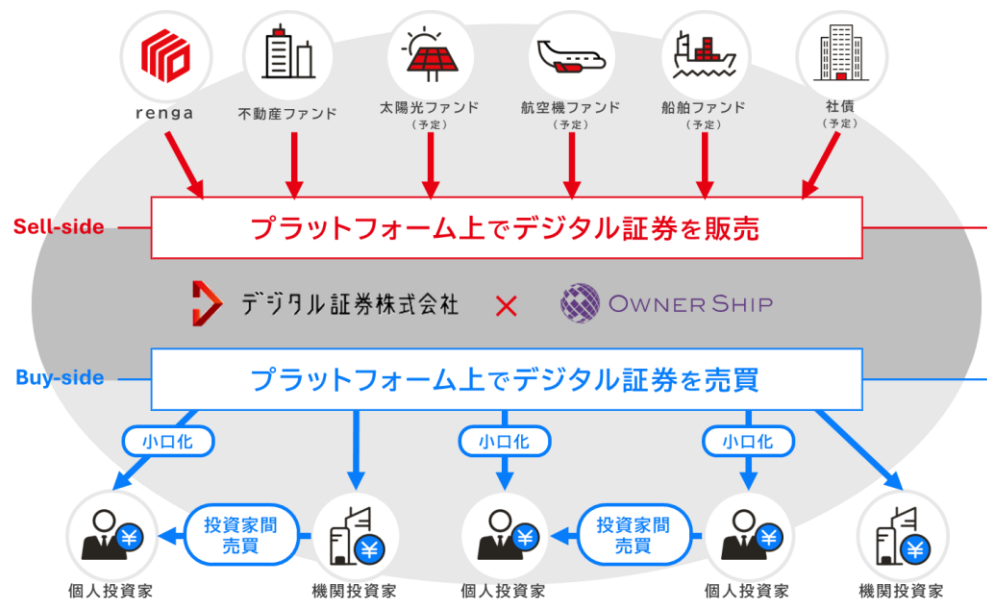 renga
不動産ファンド
太陽光ファンド
(予定)
航空機ファンド
(予定)
船舶ファンド
(予定)
社債
(予定)
Sell-side
プラットフォーム上でデジタル証券を販売
デジタル証券株式会社
×
OWNERSHIP
Buy-side
プラットフォーム上でデジタル証券を売買
小口化
小口化
小口化
¥
投資家間
売買
¥
¥
投資家間
売買
¥
¥
個人投資家
機関投資家
個人投資家
個人投資家
機関投資家